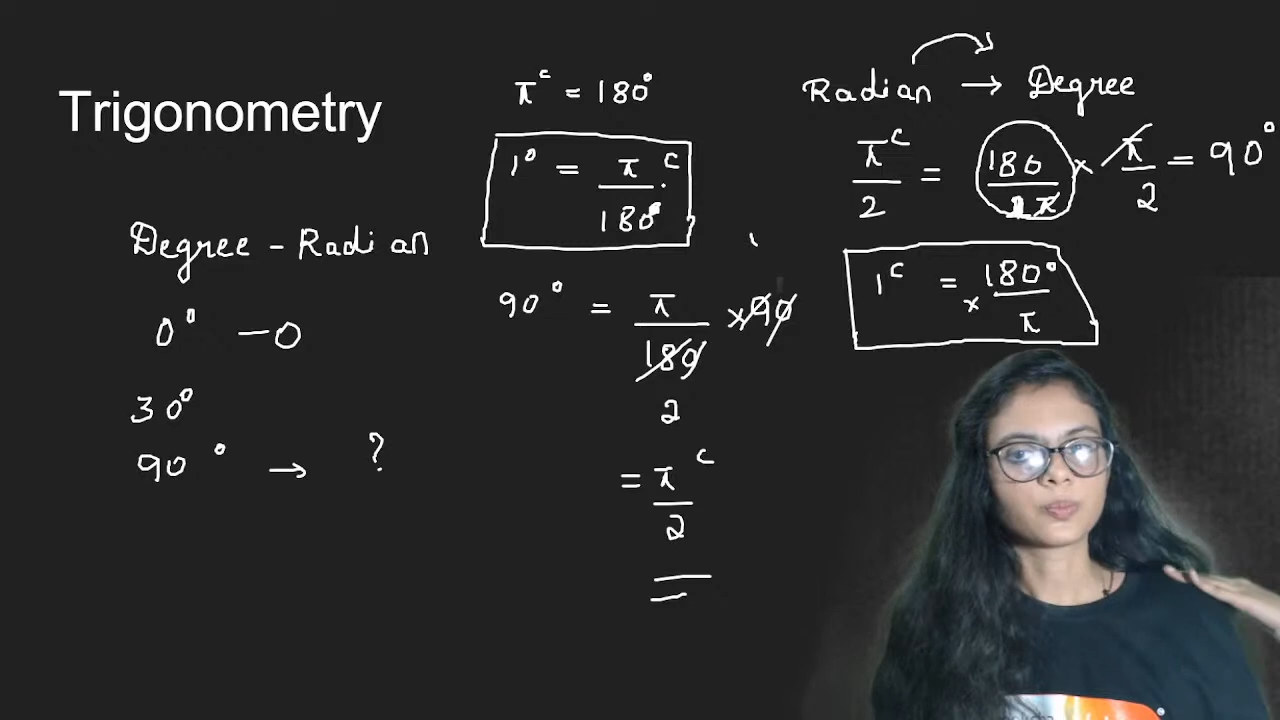 Trigonometry
Degree - Radian
0° - 0
30°
90° → ?
π^c = 180°
1° = π/180° . ^c
90° = π/180 × 90
2
= π^c/2
Radian → Degree
π^c/2 = 180/π × π/2 = 90°
1^c = × 180°/π